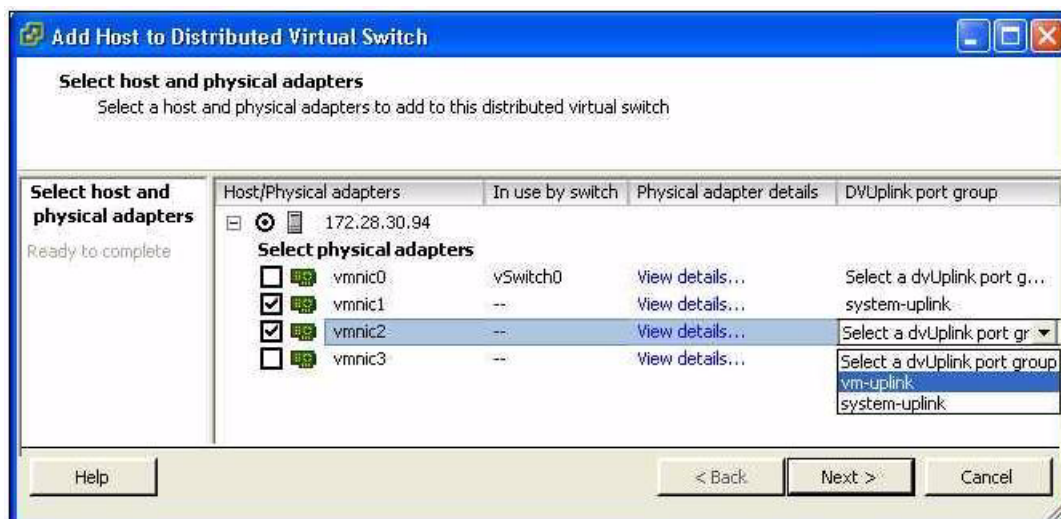 Add Host to Distributed Virtual Switch
Select host and physical adapters
Select a host and physical adapters to add to this distributed virtual switch
Select host and
physical adapters
Ready to complete
Host/Physical adapters In use by switch Physical adapter details DVUplink port group
172.28.30.94
Select physical adapters
vmnic0 vSwitch0 View details... Select a dvUplink port g...
vmnic1 -- View details... system-uplink
vmnic2 -- View details... Select a dvUplink port gr
vmnic3 -- View details... Select a dvUplink port group
vm-uplink
system-uplink
Help < Back Next > Cancel